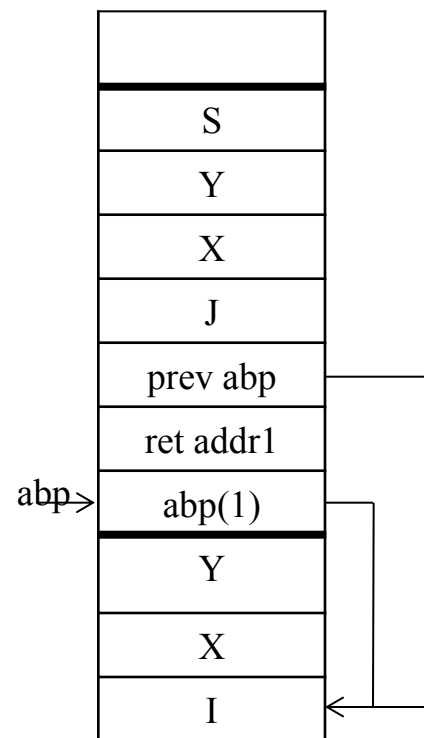 S
Y
X
J
prev abp
ret addr1
abp
abp(1)
Y
X
I